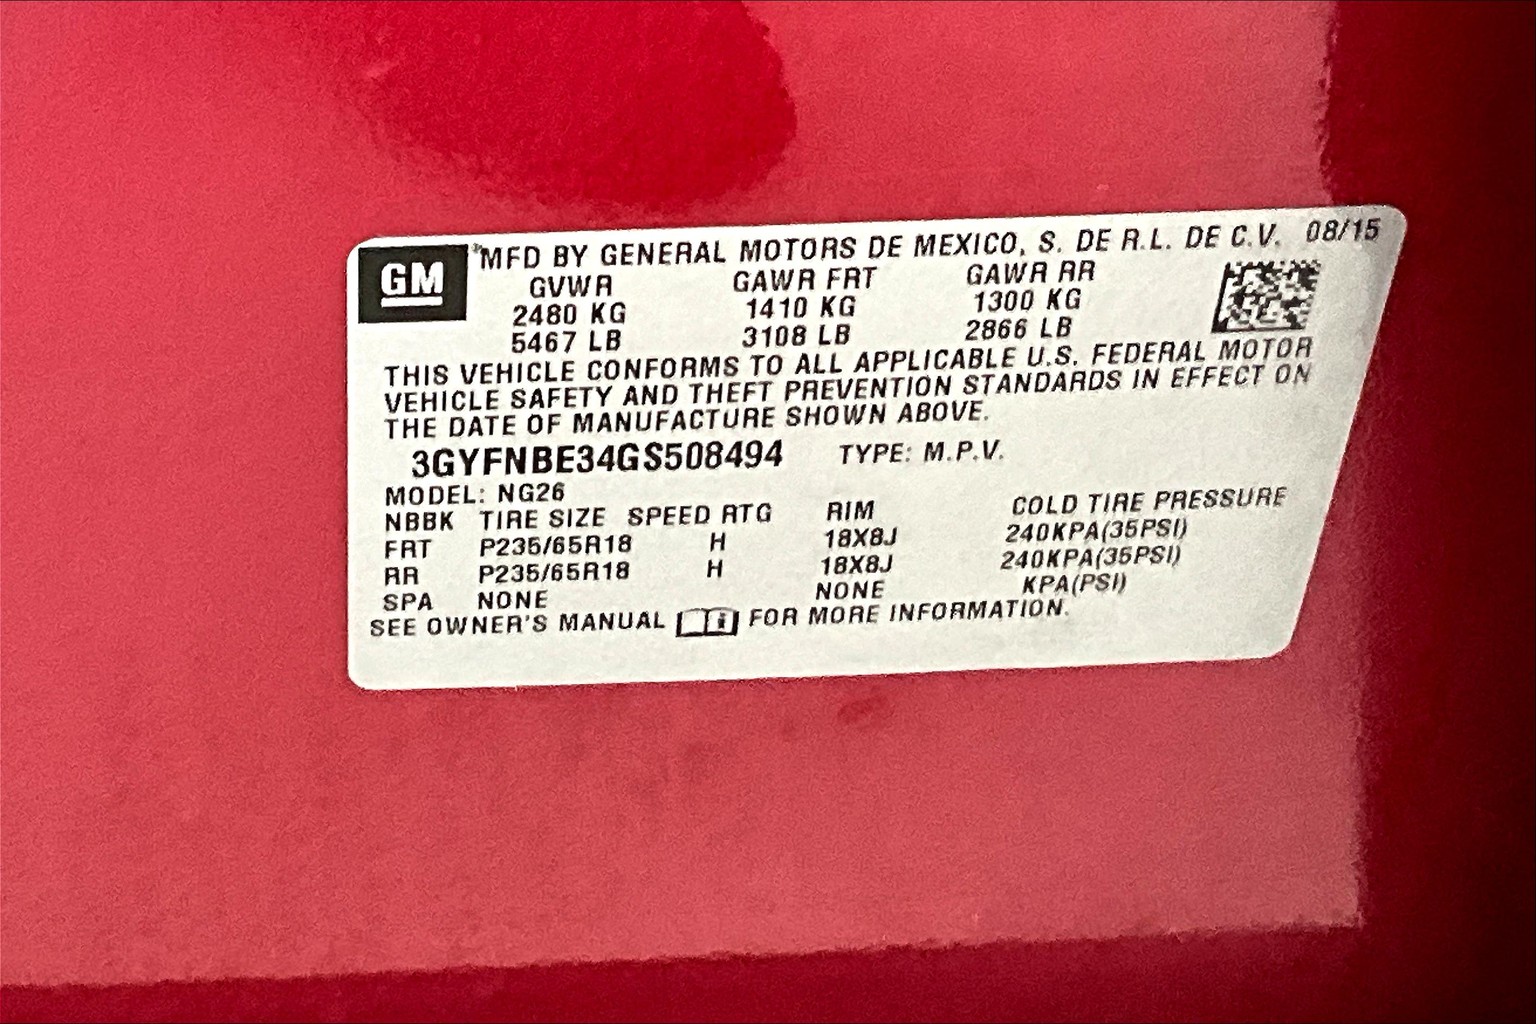 GM
MFD BY GENERAL MOTORS DE MEXICO, S. DE R.L. DE C.V. 08/15
GVWR GAWR FRT GAWR RR
2480 KG 1410 KG 1300 KG
5467 LB 3108 LB 2866 LB
THIS VEHICLE CONFORMS TO ALL APPLICABLE U.S. FEDERAL MOTOR
VEHICLE SAFETY AND THEFT PREVENTION STANDARDS IN EFFECT ON
THE DATE OF MANUFACTURE SHOWN ABOVE.
3GYFNBE34GS508494 TYPE: M.P.V.
MODEL: NG26
NBBK TIRE SIZE SPEED RTG RIM COLD TIRE PRESSURE
FRT P235/65R18 H 18X8J 240KPA(35PSI)
RR P235/65R18 H 18X8J 240KPA(35PSI)
SPA NONE NONE KPA(PSI)
SEE OWNER'S MANUAL FOR MORE INFORMATION.